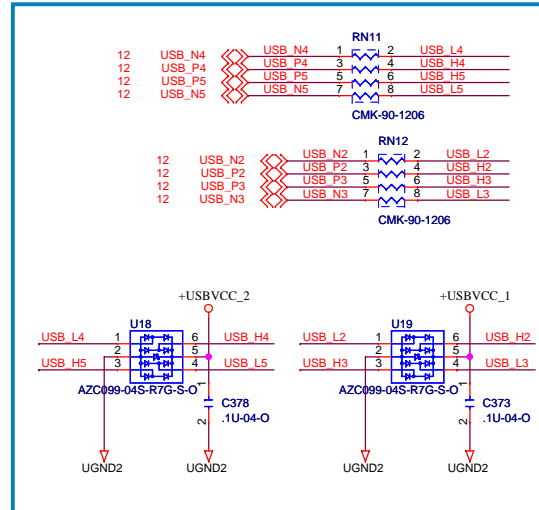 RN11
12 USB_N4 USB_N4 1 2 USB_L4
12 USB_P4 USB_P4 3 4 USB_H4
12 USB_P5 USB_P5 5 6 USB_H5
12 USB_N5 USB_N5 7 8 USB_L5
CMK-90-1206
RN12
12 USB_N2 USB_N2 1 2 USB_L2
12 USB_P2 USB_P2 3 4 USB_H2
12 USB_P3 USB_P3 5 6 USB_H3
12 USB_N3 USB_N3 7 8 USB_L3
CMK-90-1206
+USBVCC_2 +USBVCC_1
U18 U19
USB_L4 1 6 USB_H4 USB_L2 1 6 USB_H2
2 5 2 5
USB_H5 3 4 USB_L5 USB_H3 3 4 USB_L3
AZC099-04S-R7G-S-O AZC099-04S-R7G-S-O
1 C378 1 C373
2 .1U-04-O 2 .1U-04-O
UGND2 UGND2 UGND2 UGND2